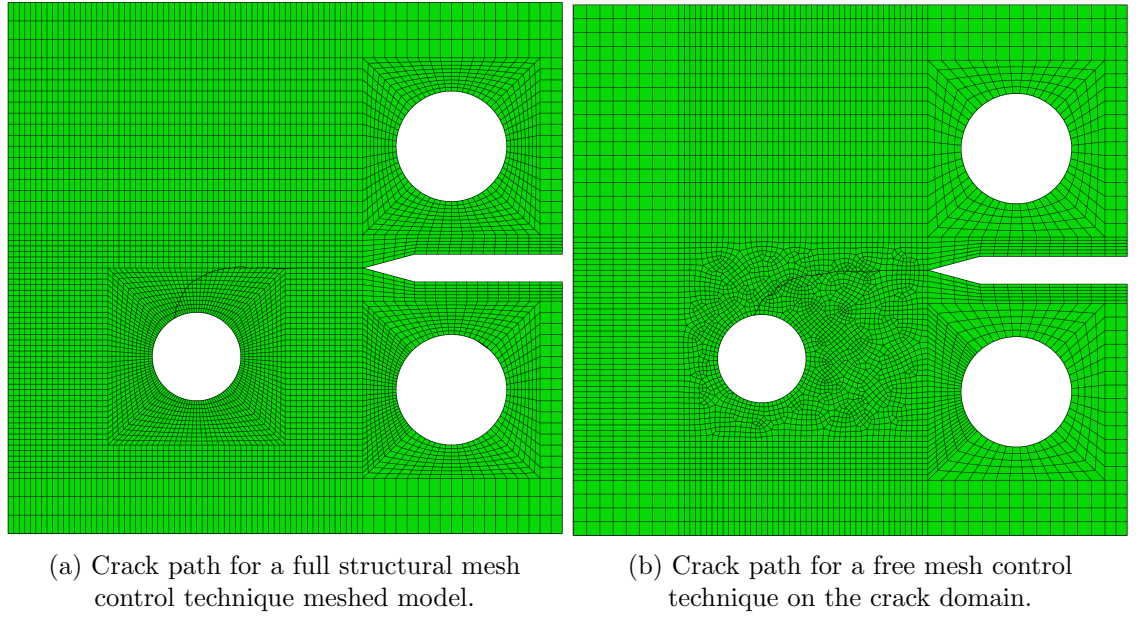 (a) Crack path for a full structural mesh
control technique meshed model.
(b) Crack path for a free mesh control
technique on the crack domain.